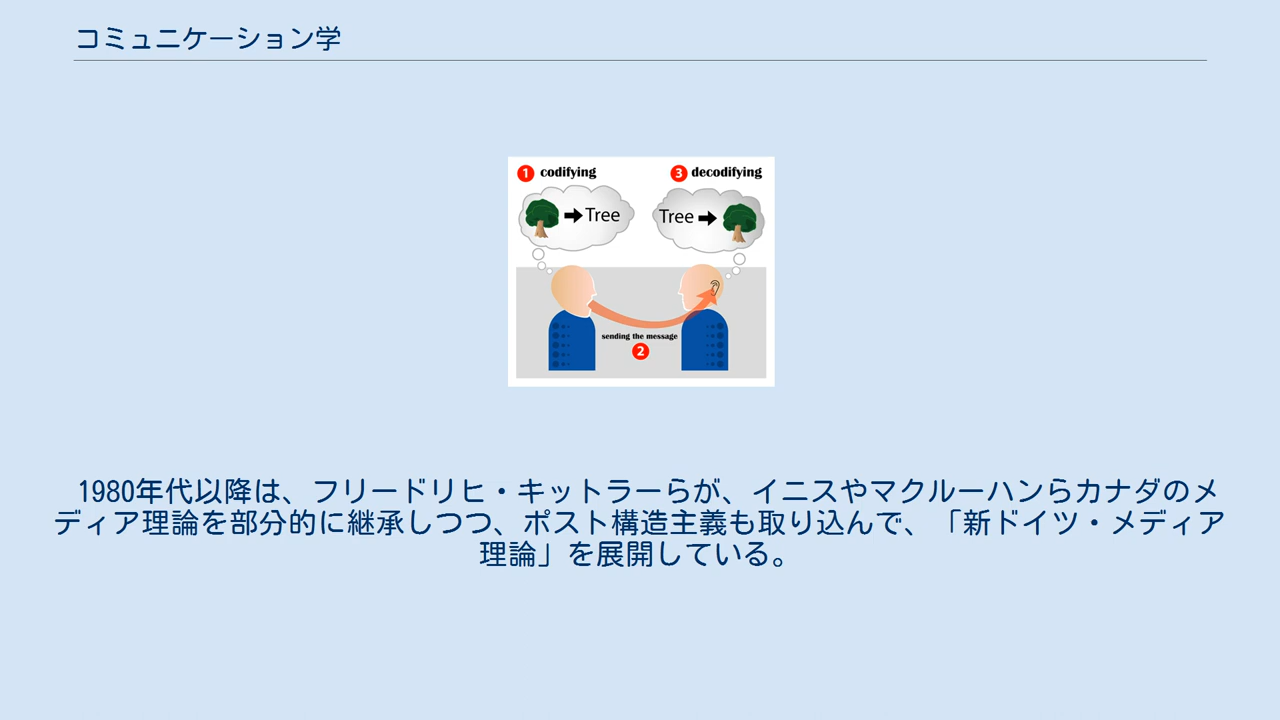 コミュニケーション学
1 codifying
3 decodifying
Tree
Tree
sending the message
2
1980年代以降は、フリードリヒ・キットラーらが、イニスやマクルーハンらカナダのメ
ディア理論を部分的に継承しつつ、ポスト構造主義も取り込んで、「新ドイツ・メディア
理論」を展開している。